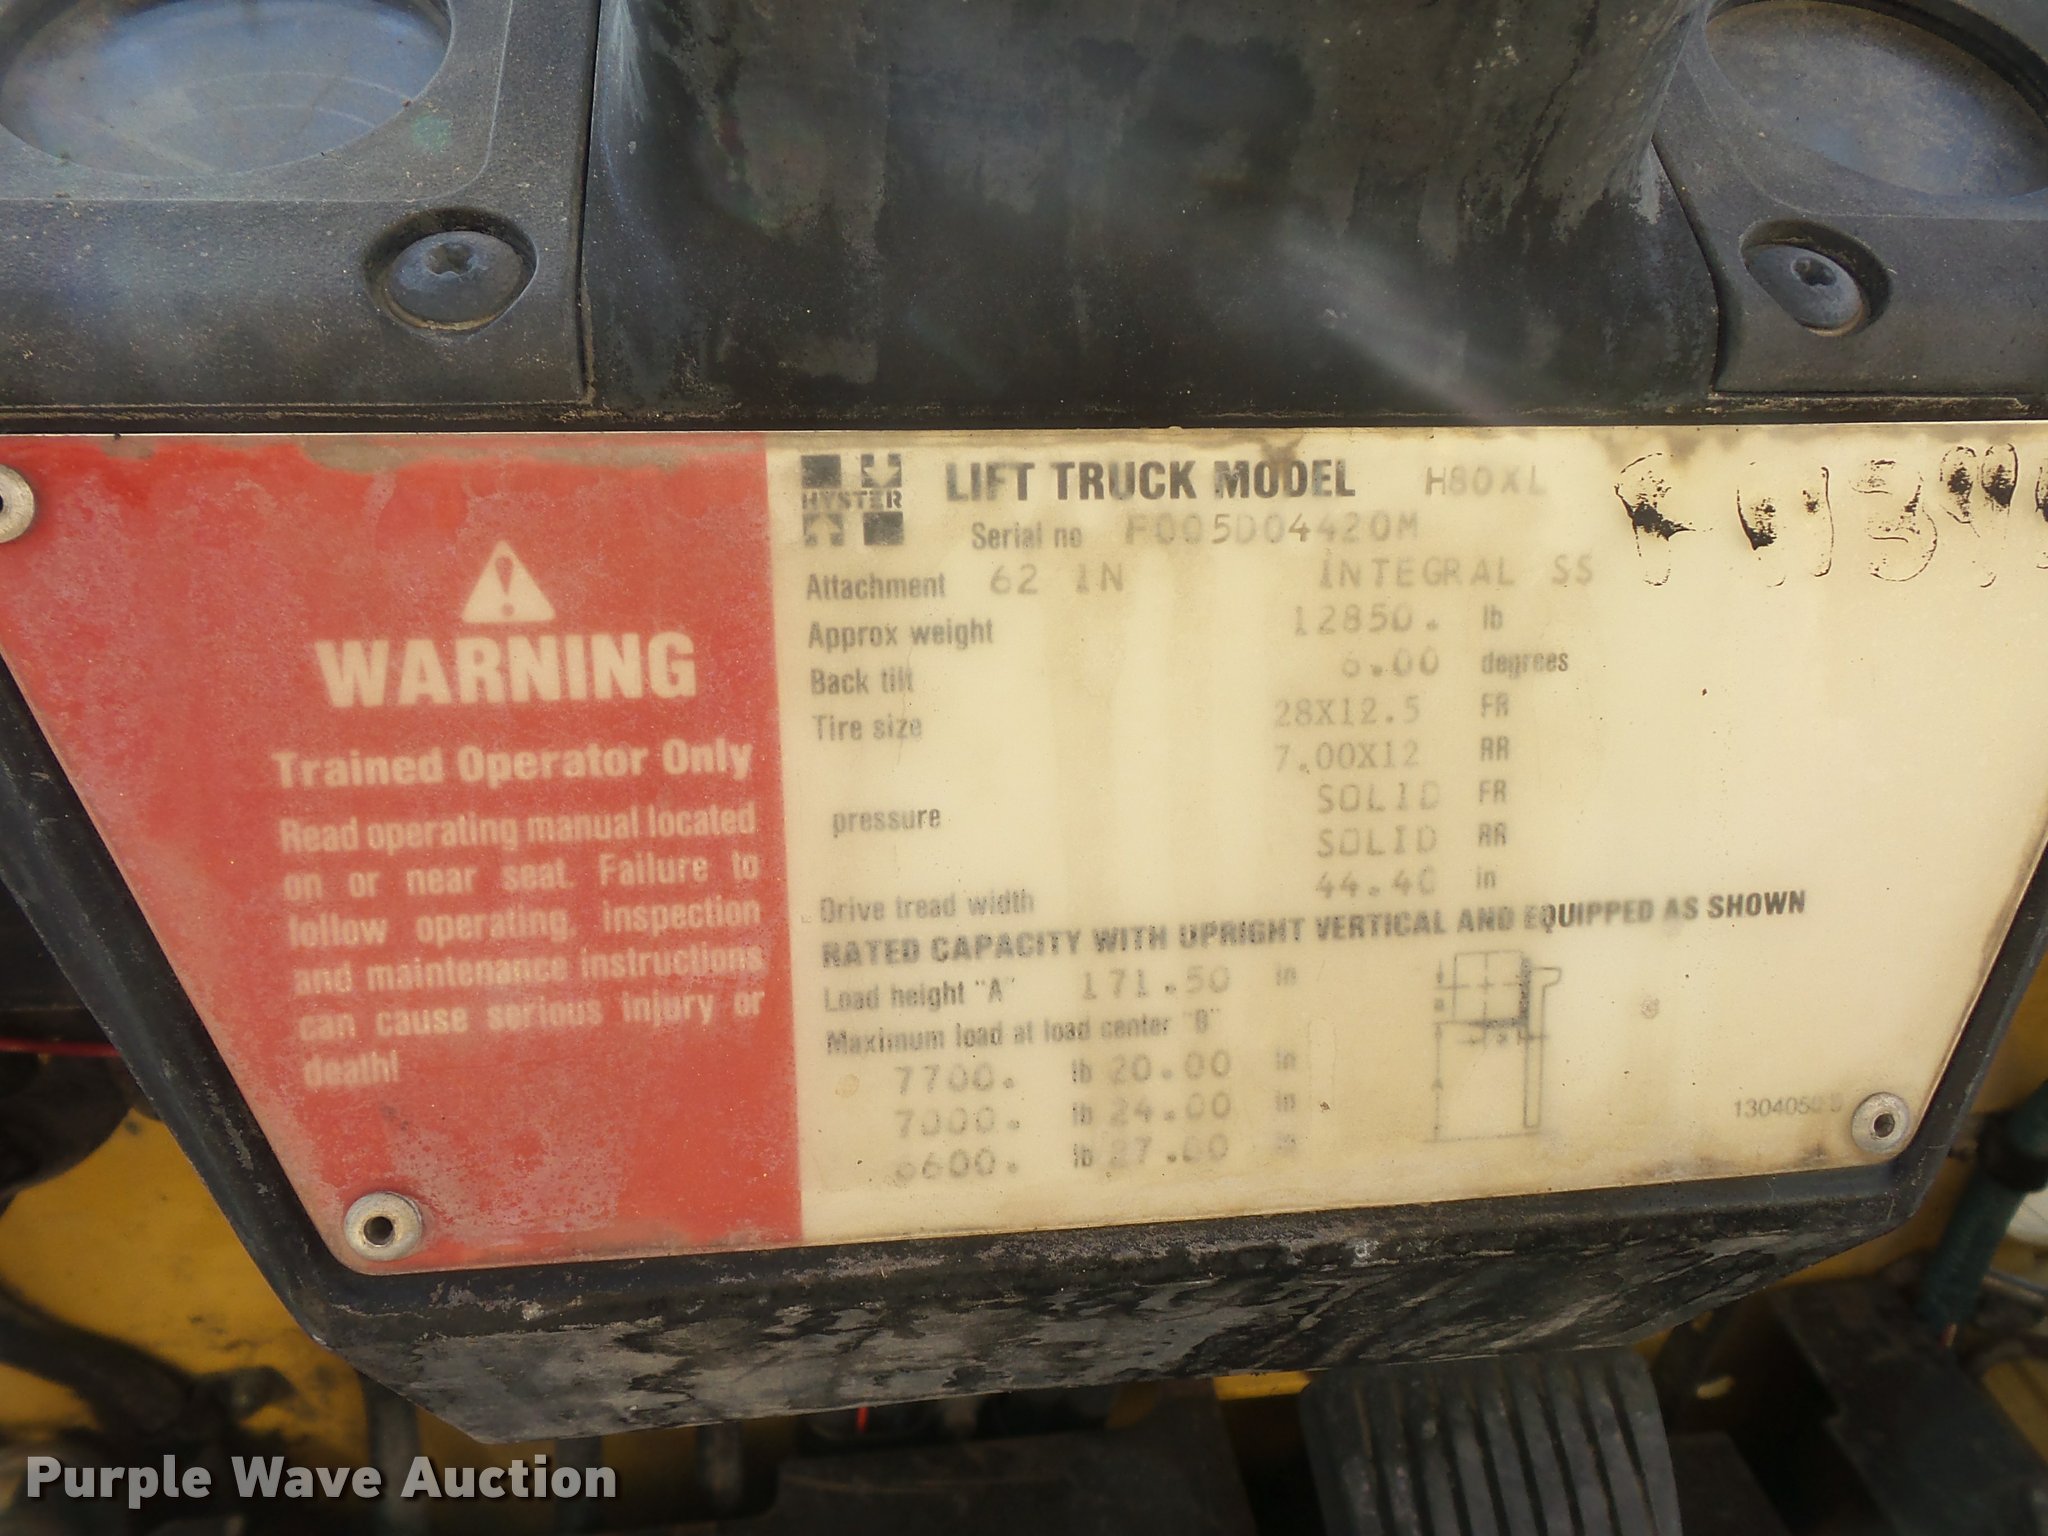 HYSTER
LIFT TRUCK MODEL H80XL
Serial no F005D04420M
Attachment 62 IN INTEGRAL SS
Approx weight 12850. lb
Back tilt 6.00 degrees
Tire size 28X12.5 FR
7.00X12 RR
pressure SOLID FR
SOLID RR
Drive tread width 44.40 in
RATED CAPACITY WITH UPRIGHT VERTICAL AND EQUIPPED AS SHOWN
Load height "A" 171.50 in
Maximum load at load center "B"
7700. lb 20.00 in
7000. lb 24.00 in
6600. lb in
WARNING
Trained Operator Only
Read operating manual located
on or near seat. Failure to
follow operating, inspection
and maintenance instructions
can cause serious injury or
death!
Purple Wave Auction